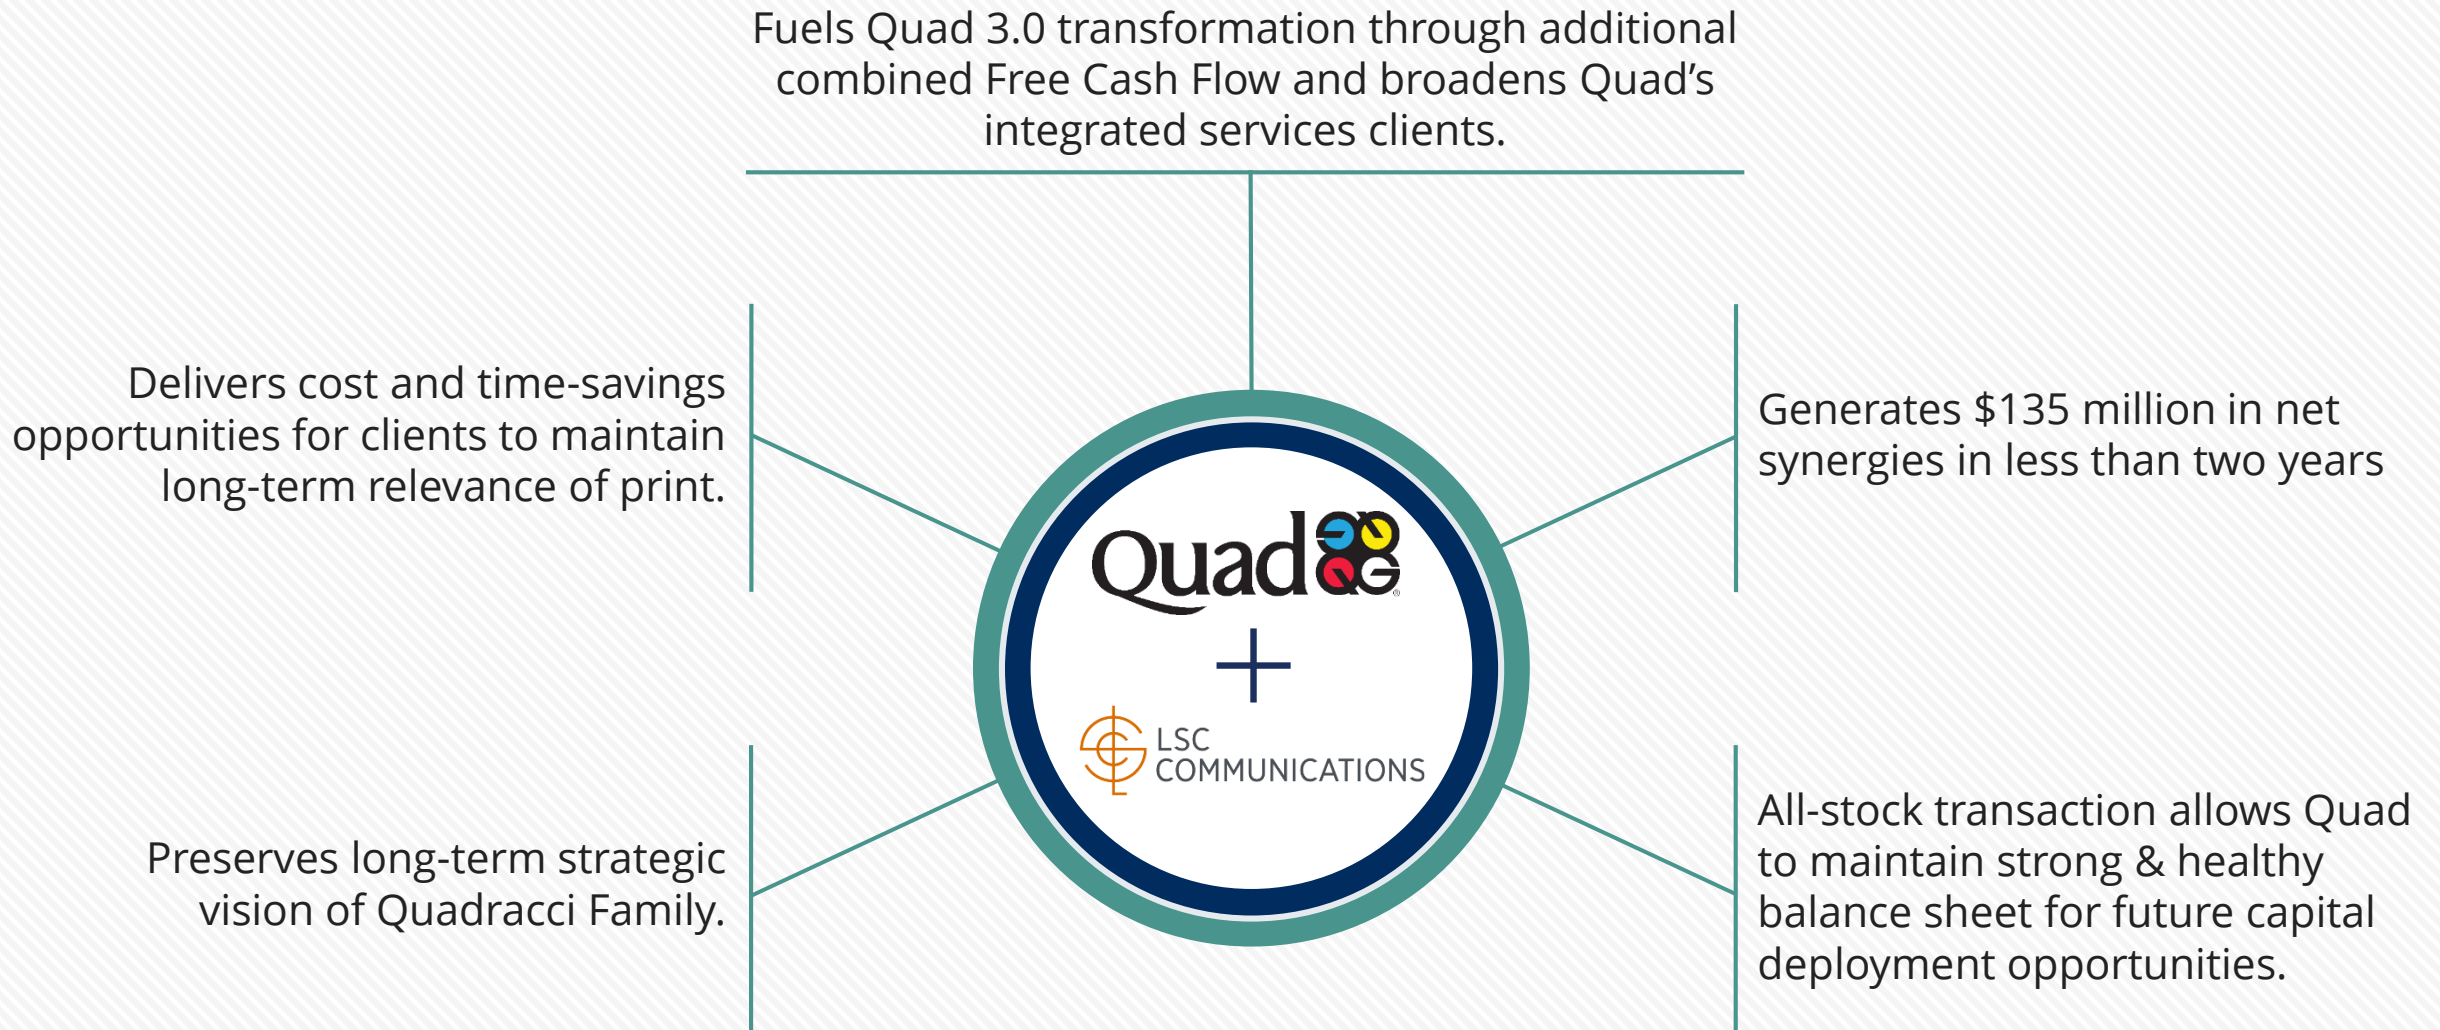 Fuels Quad 3.0 transformation through additional
combined Free Cash Flow and broadens Quad’s
integrated services clients.
Delivers cost and time-savings
opportunities for clients to maintain
long-term relevance of print.
Generates $135 million in net
synergies in less than two years
Quad
+
LSC
COMMUNICATIONS
Preserves long-term strategic
vision of Quadracci Family.
All-stock transaction allows Quad
to maintain strong & healthy
balance sheet for future capital
deployment opportunities.